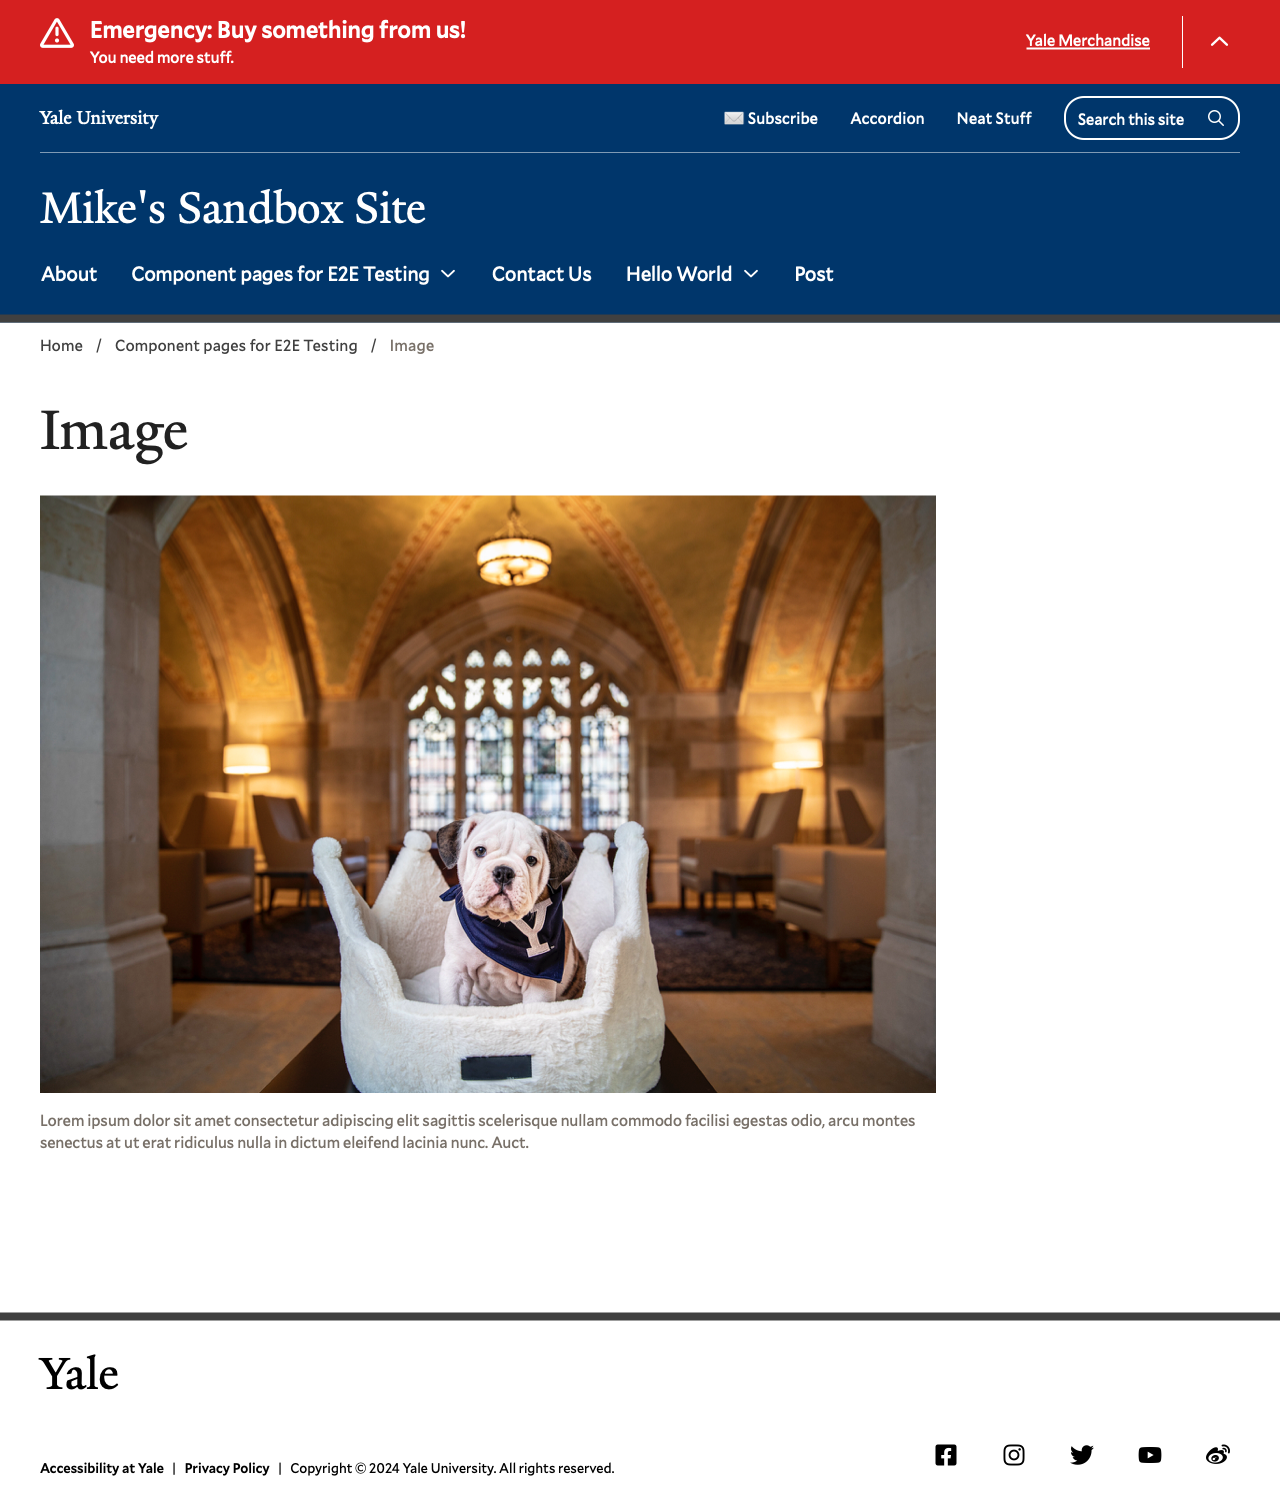 Emergency: Buy something from us!
You need more stuff.
Yale Merchandise
Yale University
Subscribe
Accordion
Neat Stuff
Search this site
Mike's Sandbox Site
About
Component pages for E2E Testing
Contact Us
Hello World
Post
Home / Component pages for E2E Testing / Image
Image
Y
Lorem ipsum dolor sit amet consectetur adipiscing elit sagittis scelerisque nullam commodo facilisi egestas odio, arcu montes
senectus at ut erat ridiculus nulla in dictum eleifend lacinia nunc. Auct.
Yale
Accessibility at Yale | Privacy Policy | Copyright © 2024 Yale University. All rights reserved.